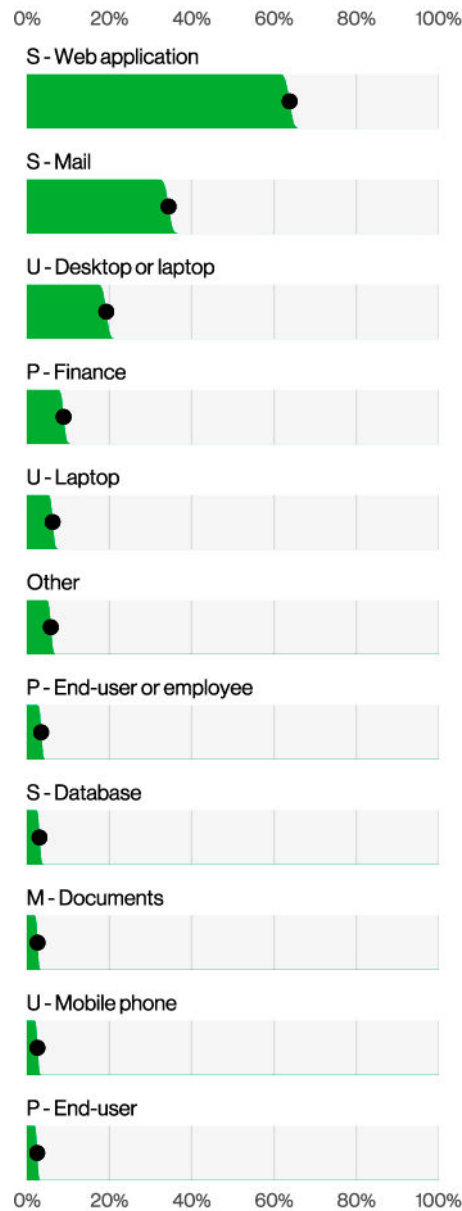 0% 20% 40% 60% 80% 100%
S - Web application
S - Mail
U - Desktop or laptop
P - Finance
U - Laptop
Other
P - End-user or employee
S - Database
M - Documents
U - Mobile phone
P - End-user
0% 20% 40% 60% 80% 100%